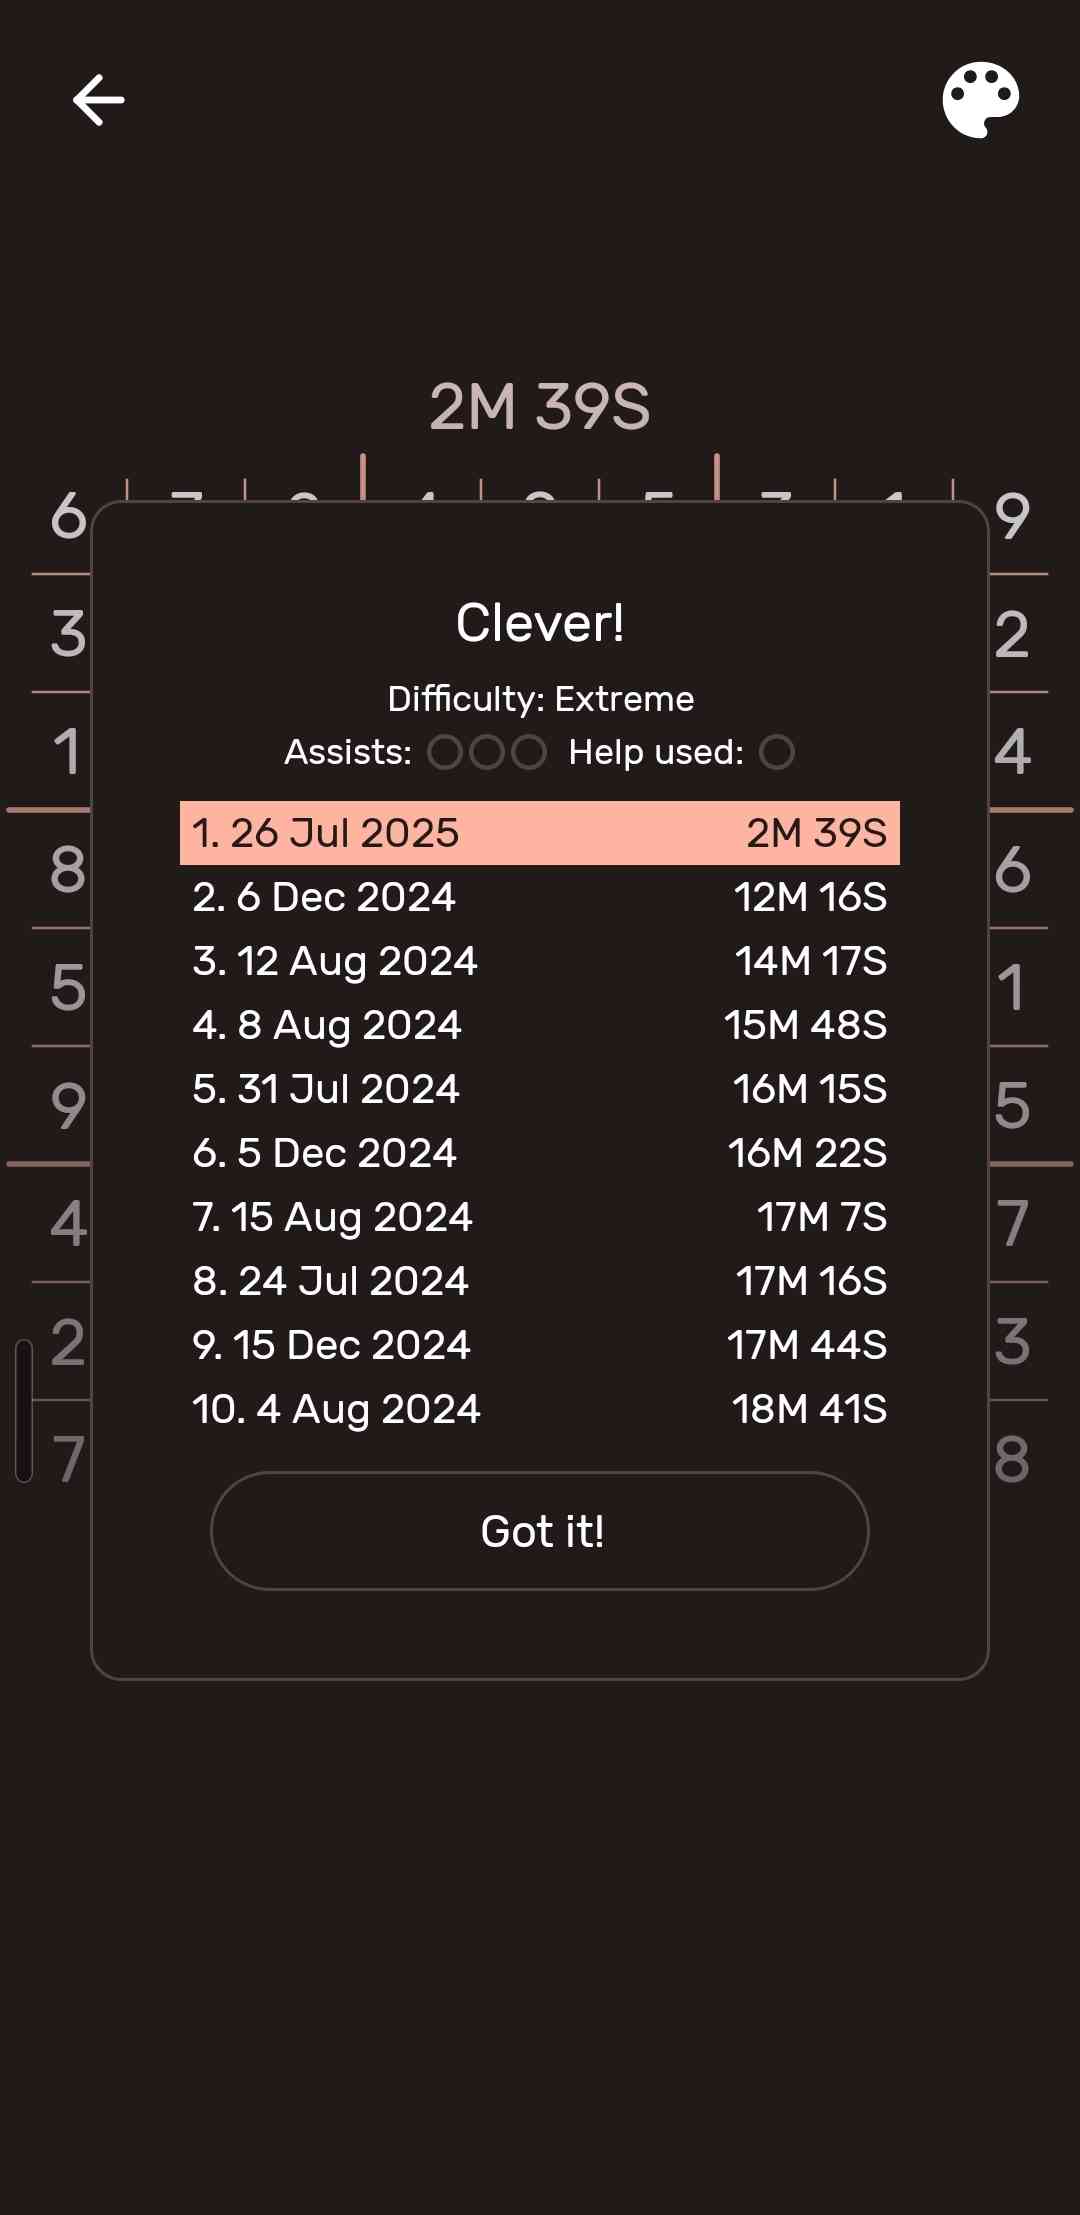 2M 39S
6 9
3 2
1 4
8 6
5 1
9 5
4 7
2 3
7 8
Clever!
Difficulty: Extreme
Assists: Help used:
1. 26 Jul 2025 2M 39S
2. 6 Dec 2024 12M 16S
3. 12 Aug 2024 14M 17S
4. 8 Aug 2024 15M 48S
5. 31 Jul 2024 16M 15S
6. 5 Dec 2024 16M 22S
7. 15 Aug 2024 17M 7S
8. 24 Jul 2024 17M 16S
9. 15 Dec 2024 17M 44S
10. 4 Aug 2024 18M 41S
Got it!